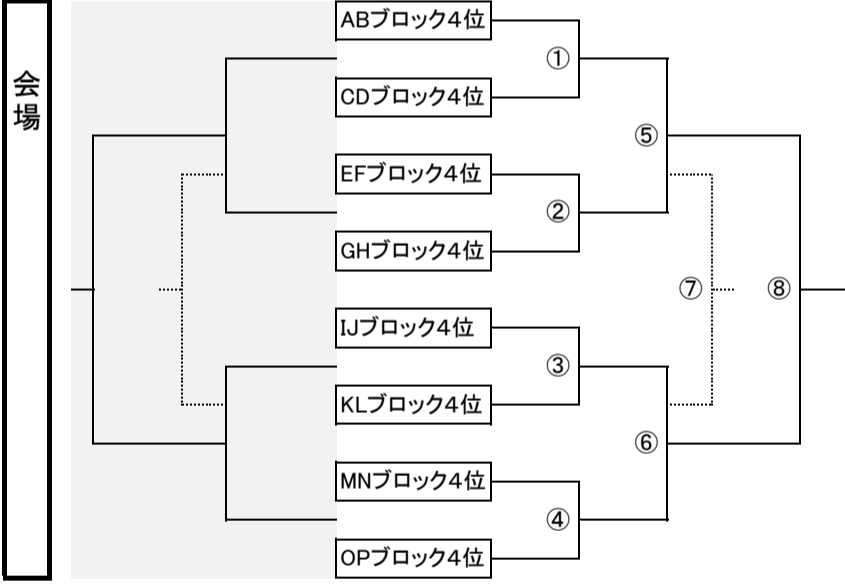 会場
ABブロック4位
①
CDブロック4位
⑤
EFブロック4位
②
GHブロック4位
⑦
⑧
IJブロック4位
③
KLブロック4位
⑥
MNブロック4位
④
OPブロック4位